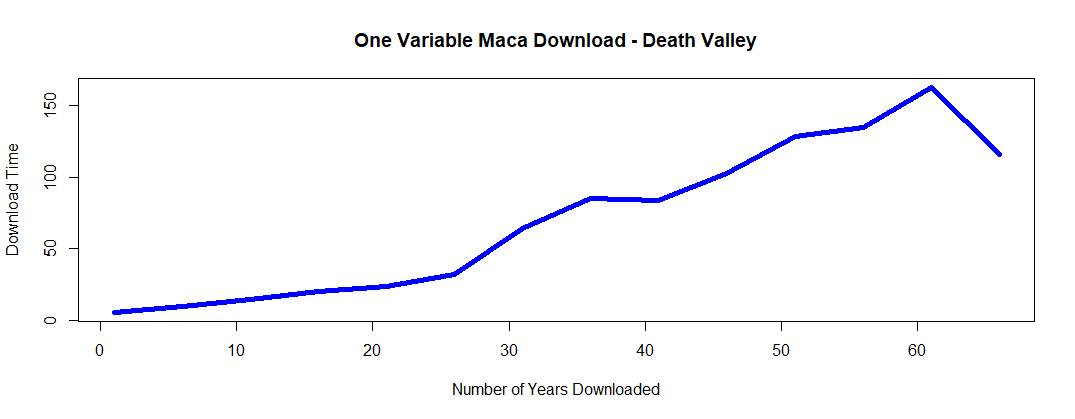 One Variable Maca Download - Death Valley
Download Time
150
100
50
0
0 10 20 30 40 50 60
Number of Years Downloaded